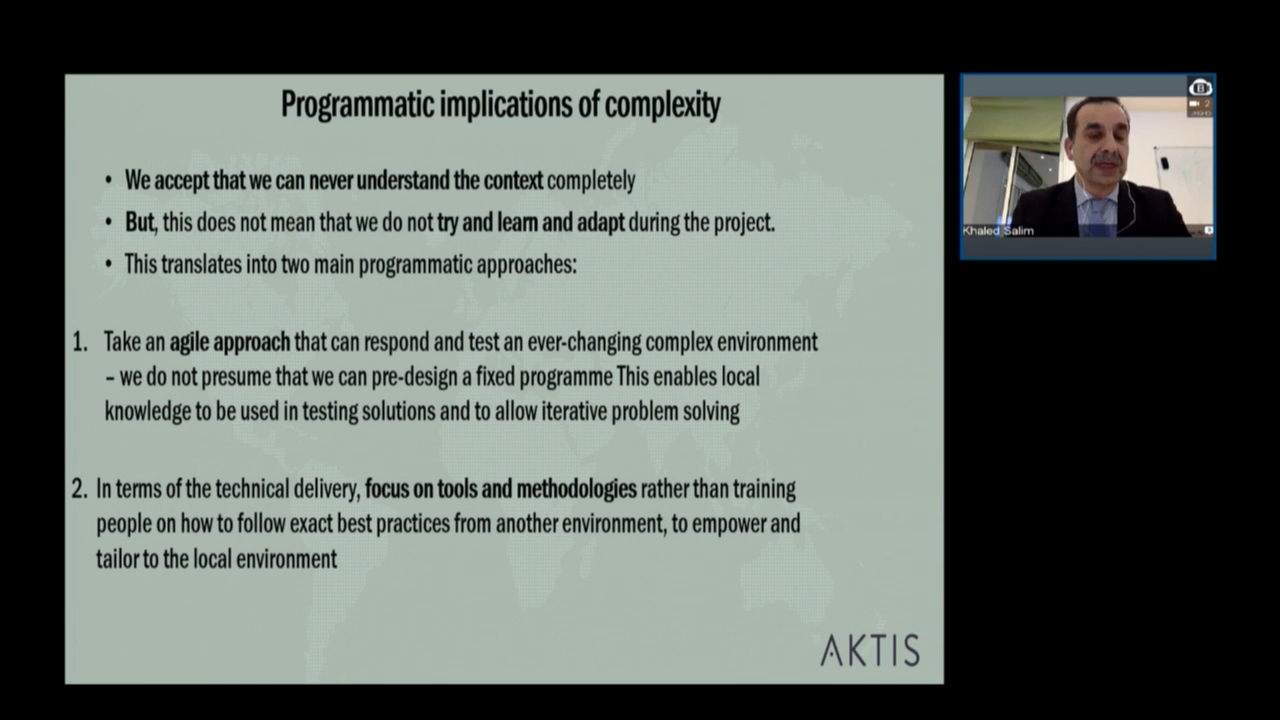 Programmatic implications of complexity
• We accept that we can never understand the context completely
• But, this does not mean that we do not try and learn and adapt during the project.
• This translates into two main programmatic approaches:
1. Take an agile approach that can respond and test an ever-changing complex environment
– we do not presume that we can pre-design a fixed programme This enables local
knowledge to be used in testing solutions and to allow iterative problem solving
2. In terms of the technical delivery, focus on tools and methodologies rather than training
people on how to follow exact best practices from another environment, to empower and
tailor to the local environment
AKTIS
2
Khaled Salim